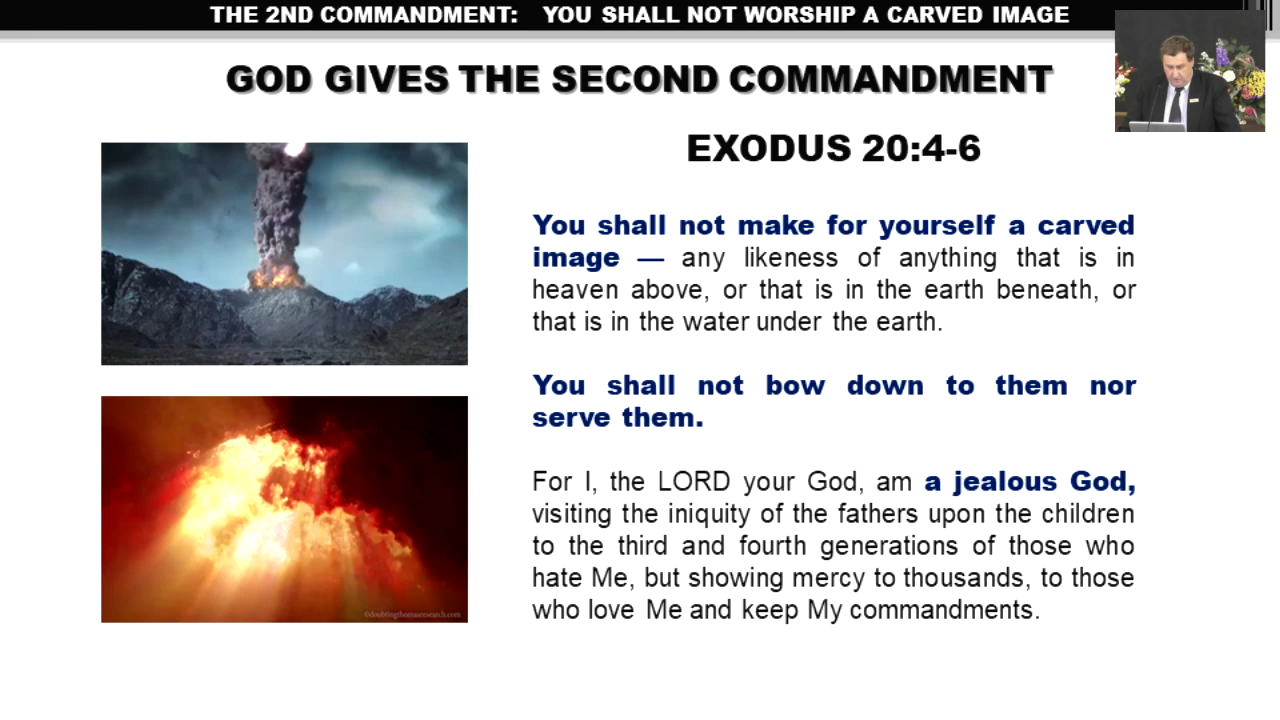 THE 2ND COMMANDMENT: YOU SHALL NOT WORSHIP A CARVED IMAGE
GOD GIVES THE SECOND COMMANDMENT
EXODUS 20:4-6
You shall not make for yourself a carved
image — any likeness of anything that is in
heaven above, or that is in the earth beneath, or
that is in the water under the earth.
You shall not bow down to them nor
serve them.
For I, the LORD your God, am a jealous God,
visiting the iniquity of the fathers upon the children
to the third and fourth generations of those who
hate Me, but showing mercy to thousands, to those
who love Me and keep My commandments.
©doubtingthomasresearch.com